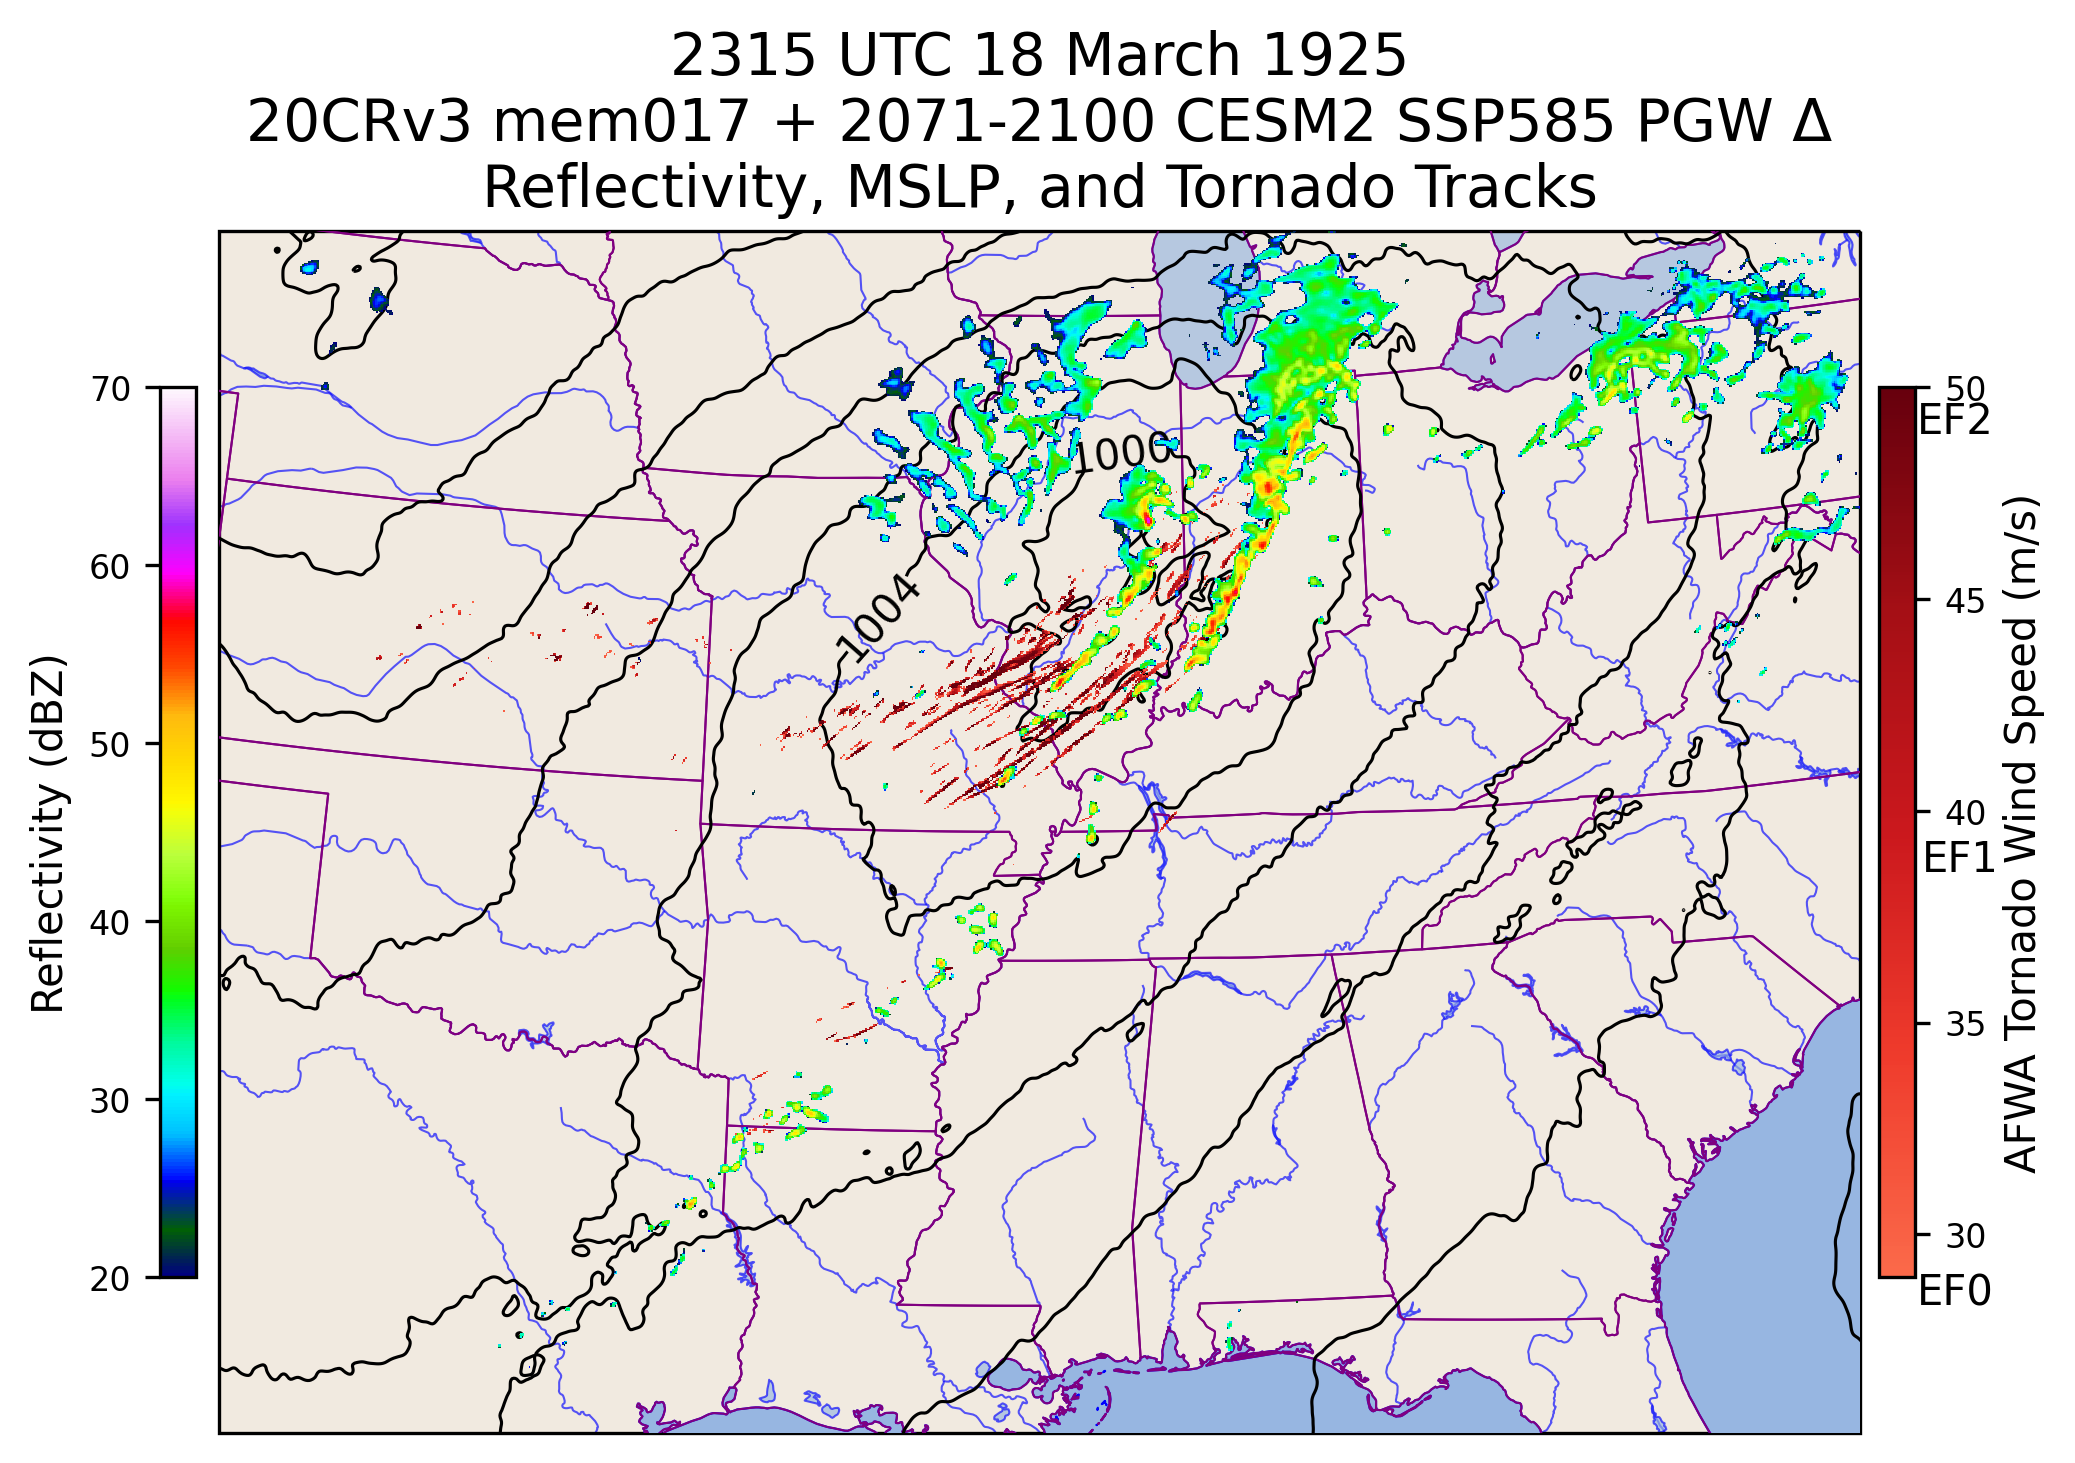 2315 UTC 18 March 1925
20CRv3 mem017 + 2071-2100 CESM2 SSP585 PGW Δ
Reflectivity, MSLP, and Tornado Tracks
70
60
50
40
30
20
Reflectivity (dBZ)
1000
1004
50
EF2
45
40
EF1
35
30
EF0
AFWA Tornado Wind Speed (m/s)